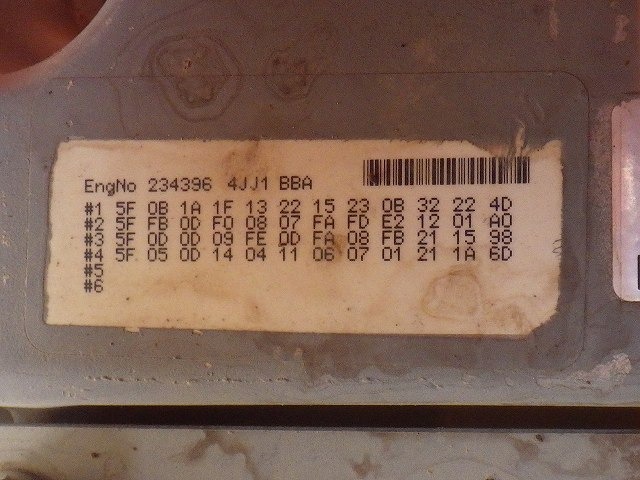 EngNo 234396 4JJ1 BBA
#1 5F 0B 1A 1F 13 22 15 23 0B 32 22 4D
#2 5F FB 0D F0 08 07 FA FD E2 12 01 A0
#3 5F 0D 0D 09 FE 0D FA 08 FB 21 15 98
#4 5F 05 0D 14 04 11 06 07 01 21 1A 6D
#5
#6